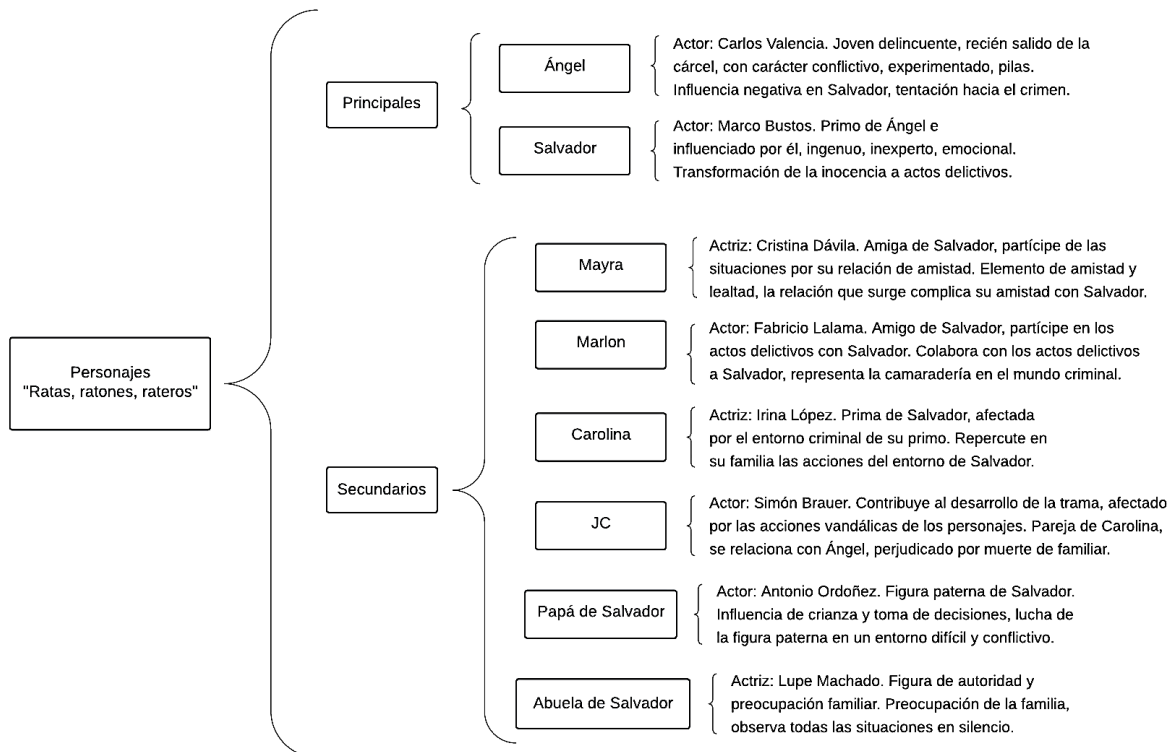 Personajes
"Ratas, ratones, rateros"
Principales
Ángel
Actor: Carlos Valencia. Joven delincuente, recién salido de la
cárcel, con carácter conflictivo, experimentado, pilas.
Influencia negativa en Salvador, tentación hacia el crimen.
Salvador
Actor: Marco Bustos. Primo de Ángel e
influenciado por él, ingenuo, inexperto, emocional.
Transformación de la inocencia a actos delictivos.
Secundarios
Mayra
Actriz: Cristina Dávila. Amiga de Salvador, partícipe de las
situaciones por su relación de amistad. Elemento de amistad y
lealtad, la relación que surge complica su amistad con Salvador.
Marlon
Actor: Fabricio Lalama. Amigo de Salvador, partícipe en los
actos delictivos con Salvador. Colabora con los actos delictivos
a Salvador, representa la camaradería en el mundo criminal.
Carolina
Actriz: Irina López. Prima de Salvador, afectada
por el entorno criminal de su primo. Repercute en
su familia las acciones del entorno de Salvador.
JC
Actor: Simón Brauer. Contribuye al desarrollo de la trama, afectado
por las acciones vandálicas de los personajes. Pareja de Carolina,
se relaciona con Ángel, perjudicado por muerte de familiar.
Papá de Salvador
Actor: Antonio Ordoñez. Figura paterna de Salvador.
Influencia de crianza y toma de decisiones, lucha de
la figura paterna en un entorno difícil y conflictivo.
Abuela de Salvador
Actriz: Lupe Machado. Figura de autoridad y
preocupación familiar. Preocupación de la familia,
observa todas las situaciones en silencio.